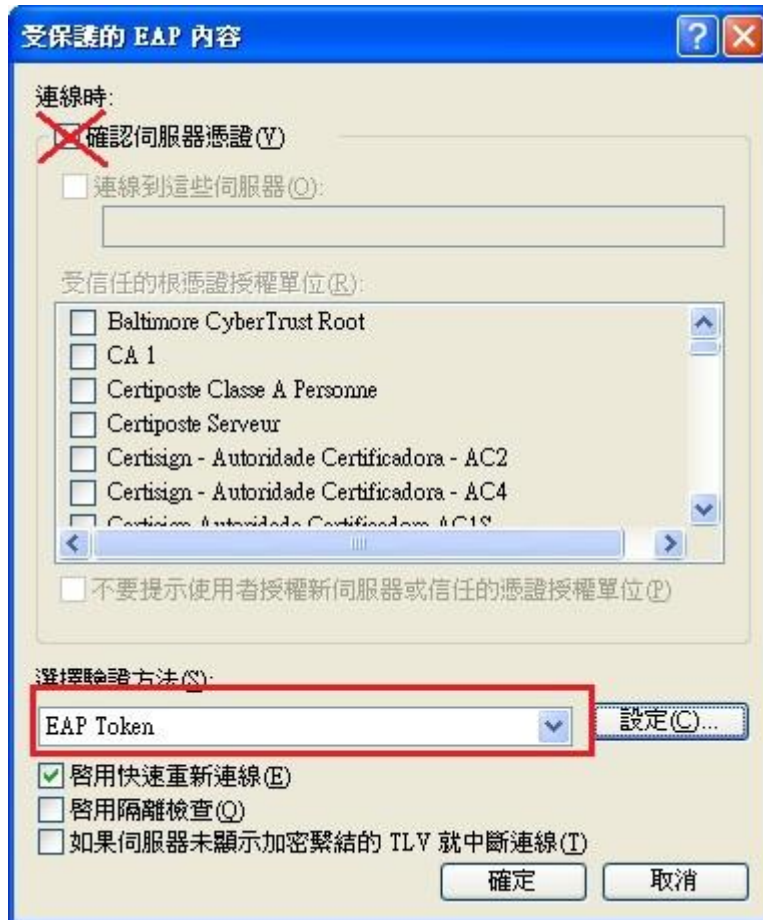 受保護的 EAP 內容
連線時:
確認伺服器憑證(V)
連線到這些伺服器(O):
受信任的根憑證授權單位(R):
Baltimore CyberTrust Root
CA 1
Certiposte Classe A Personne
Certiposte Serveur
Certisign - Autoridade Certificadora - AC2
Certisign - Autoridade Certificadora - AC4
Certisign Autoridade Certificadora AC1S
不要提示使用者授權新伺服器或信任的憑證授權單位(P)
選擇驗證方法(S):
EAP Token
設定(C)...
啓用快速重新連線(E)
啓用隔離檢查(Q)
如果伺服器未顯示加密繫結的 TLV 就中斷連線(T)
確定
取消